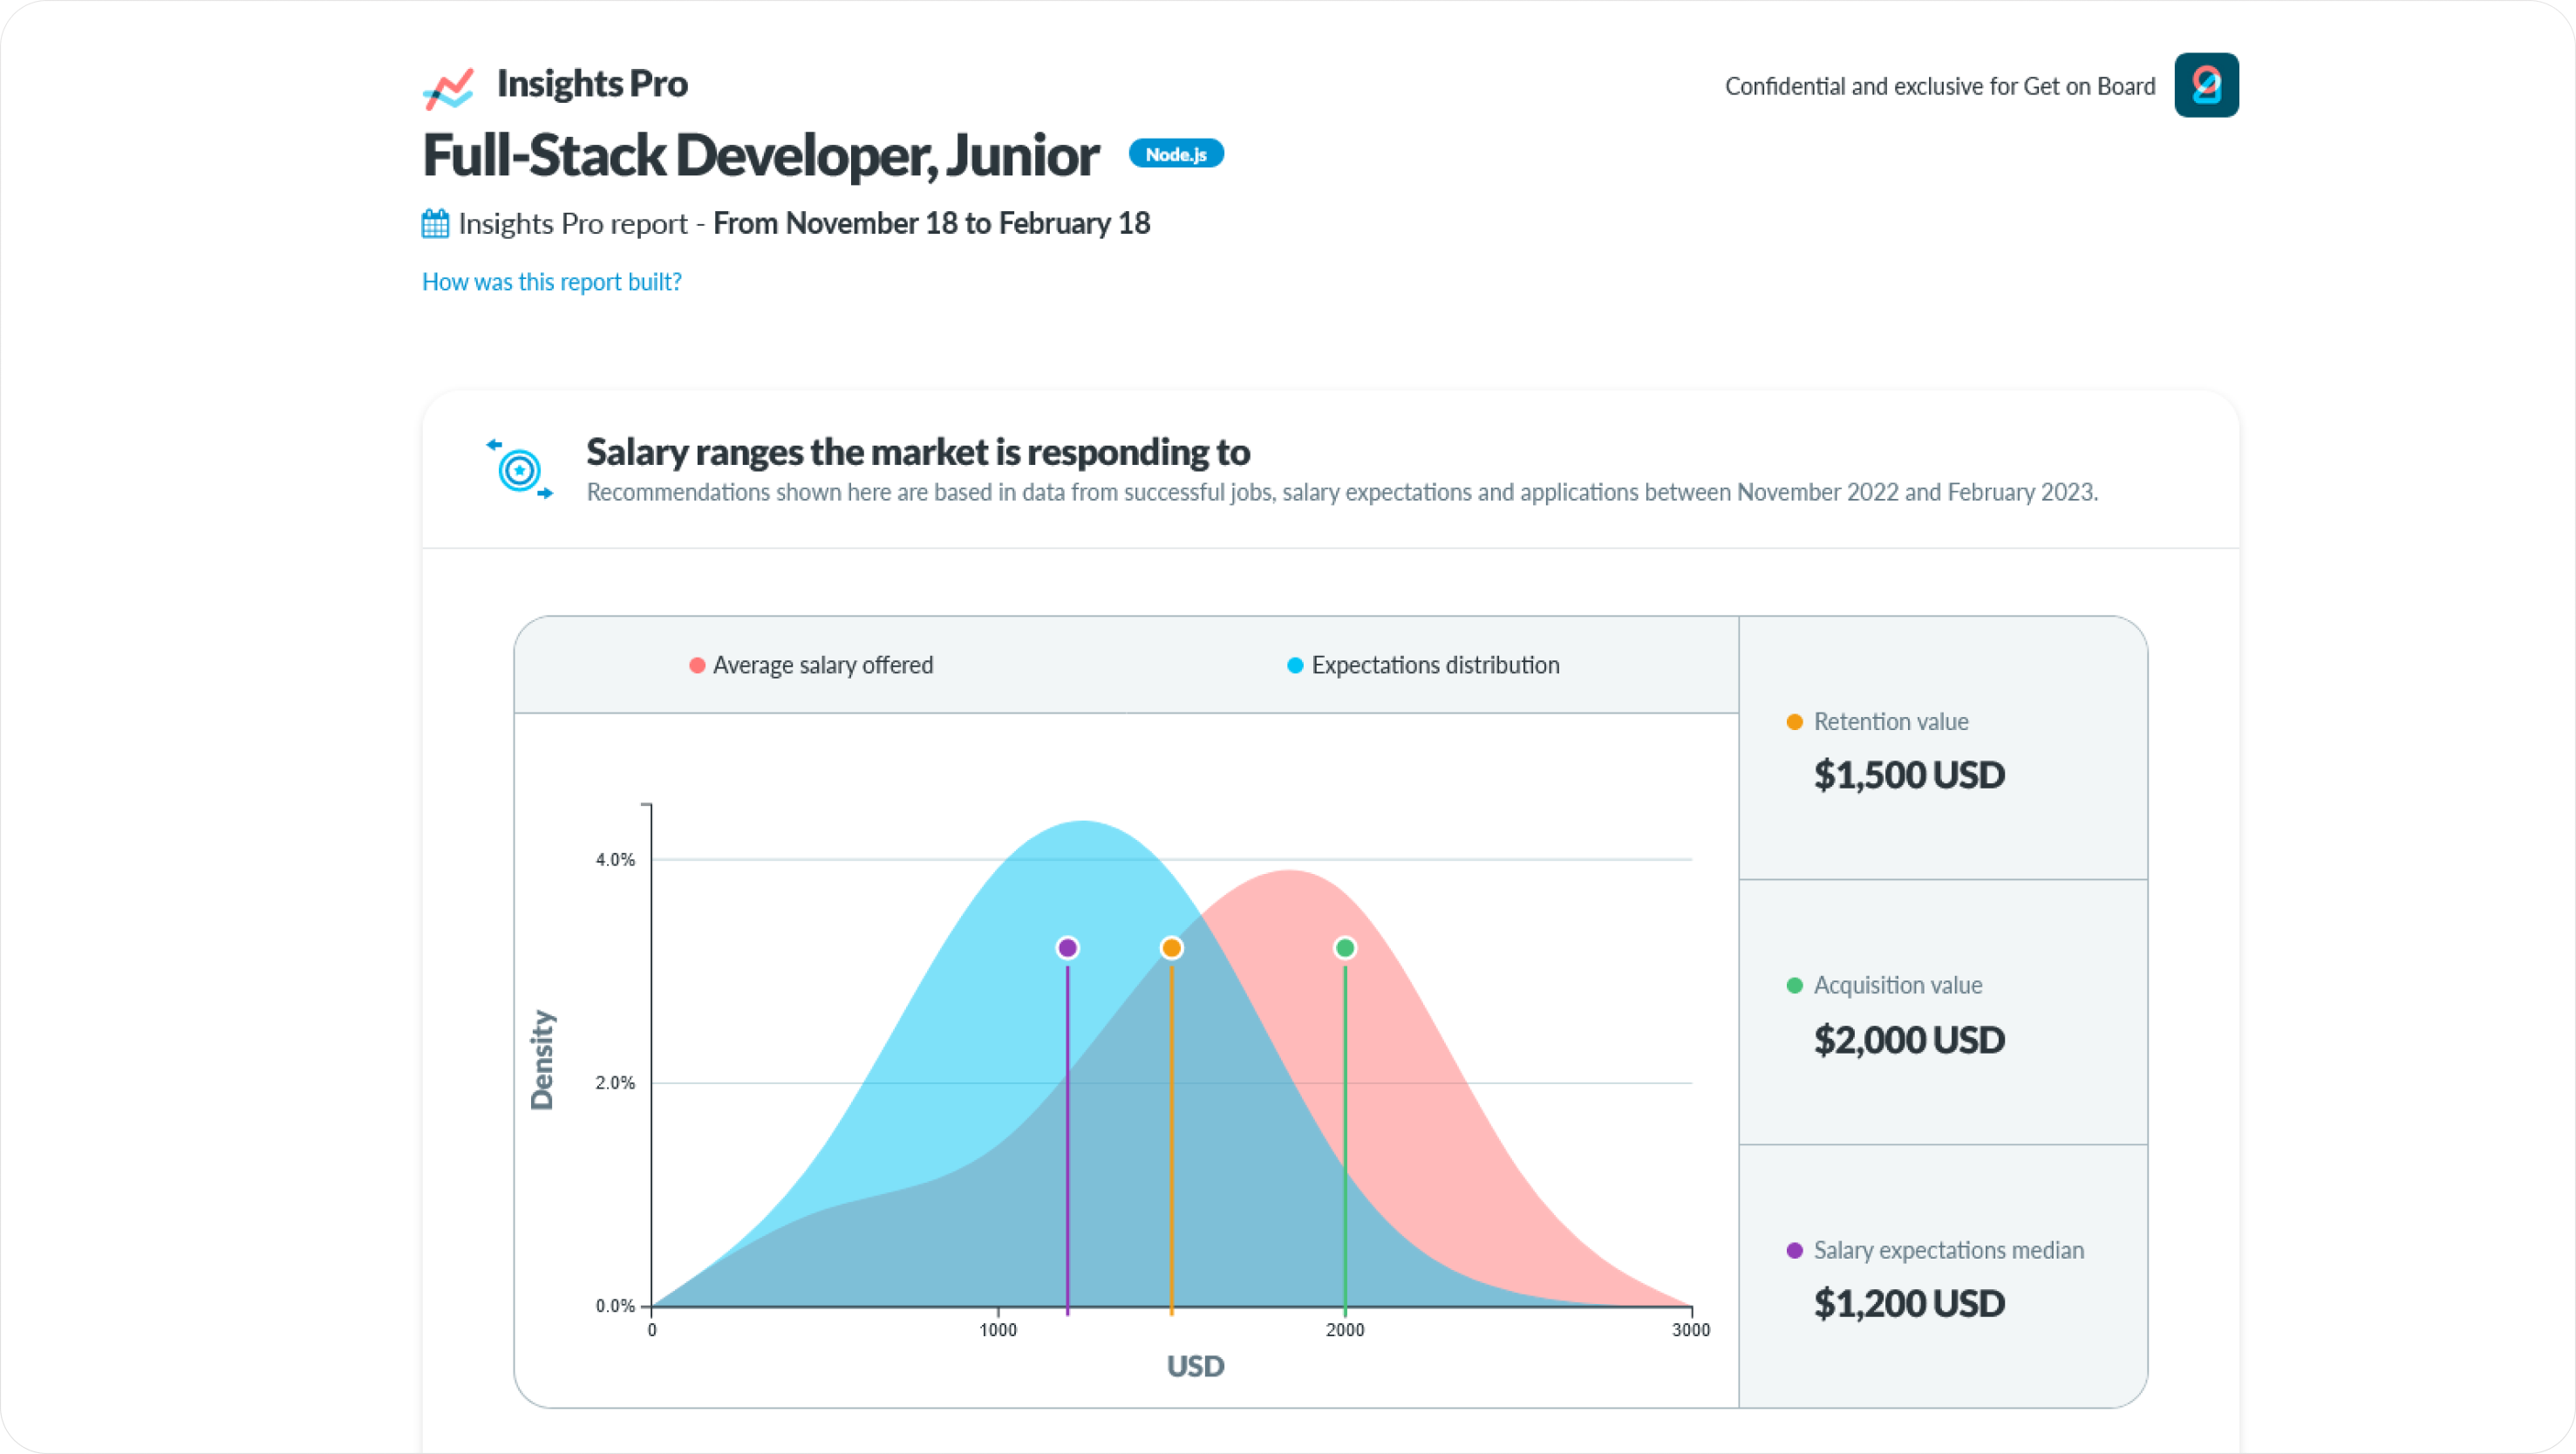 Insights Pro
Confidential and exclusive for Get on Board
Full-Stack Developer, Junior
Node.js
Insights Pro report - From November 18 to February 18
How was this report built?
Salary ranges the market is responding to
Recommendations shown here are based in data from successful jobs, salary expectations and applications between November 2022 and February 2023.
Average salary offered
Expectations distribution
Retention value
$1,500 USD
Acquisition value
$2,000 USD
Salary expectations median
$1,200 USD
Density
4.0%
2.0%
0.0%
0
1000
2000
3000
USD